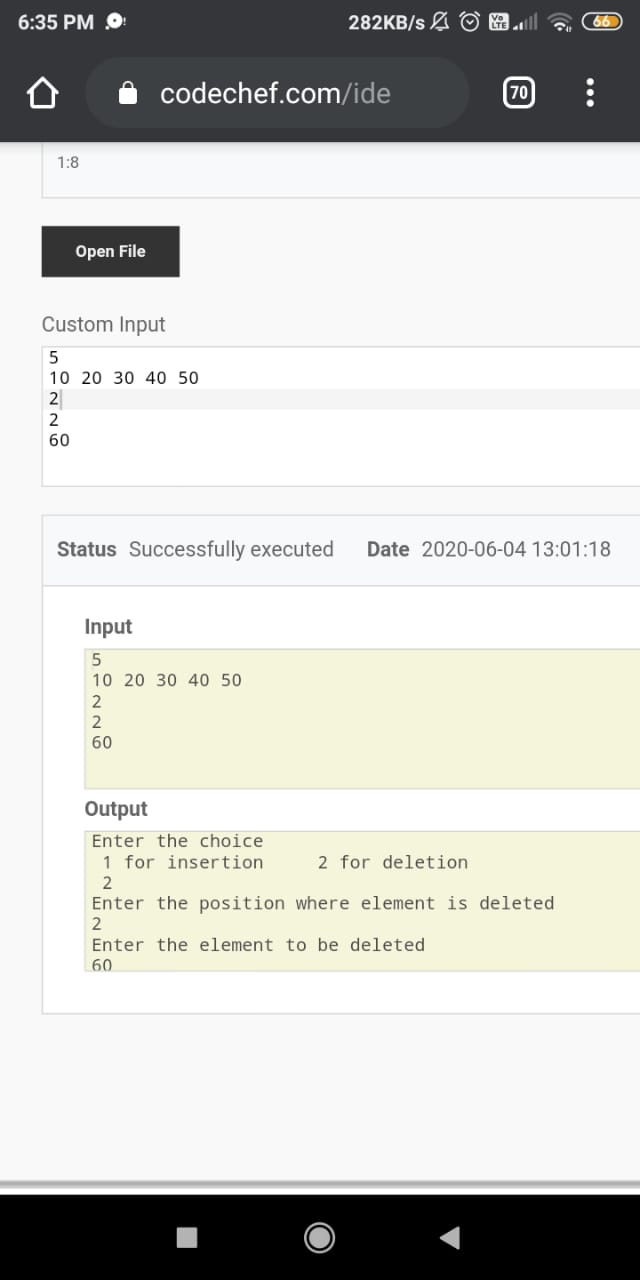 6:35 PM 282KB/s Vo LTE 66
codechef.com/ide 70
1:8
Open File
Custom Input
5
10 20 30 40 50
2
2
60
Status Successfully executed Date 2020-06-04 13:01:18
Input
5
10 20 30 40 50
2
2
60
Output
Enter the choice
1 for insertion 2 for deletion
2
Enter the position where element is deleted
2
Enter the element to be deleted
60